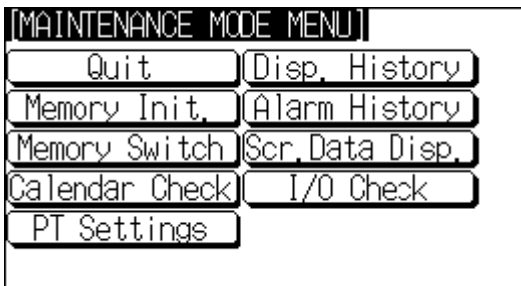 [MAINTENANCE MODE MENU]
Quit
Disp. History
Memory Init.
Alarm History
Memory Switch
Scr.Data Disp.
Calendar Check
I/O Check
PT Settings